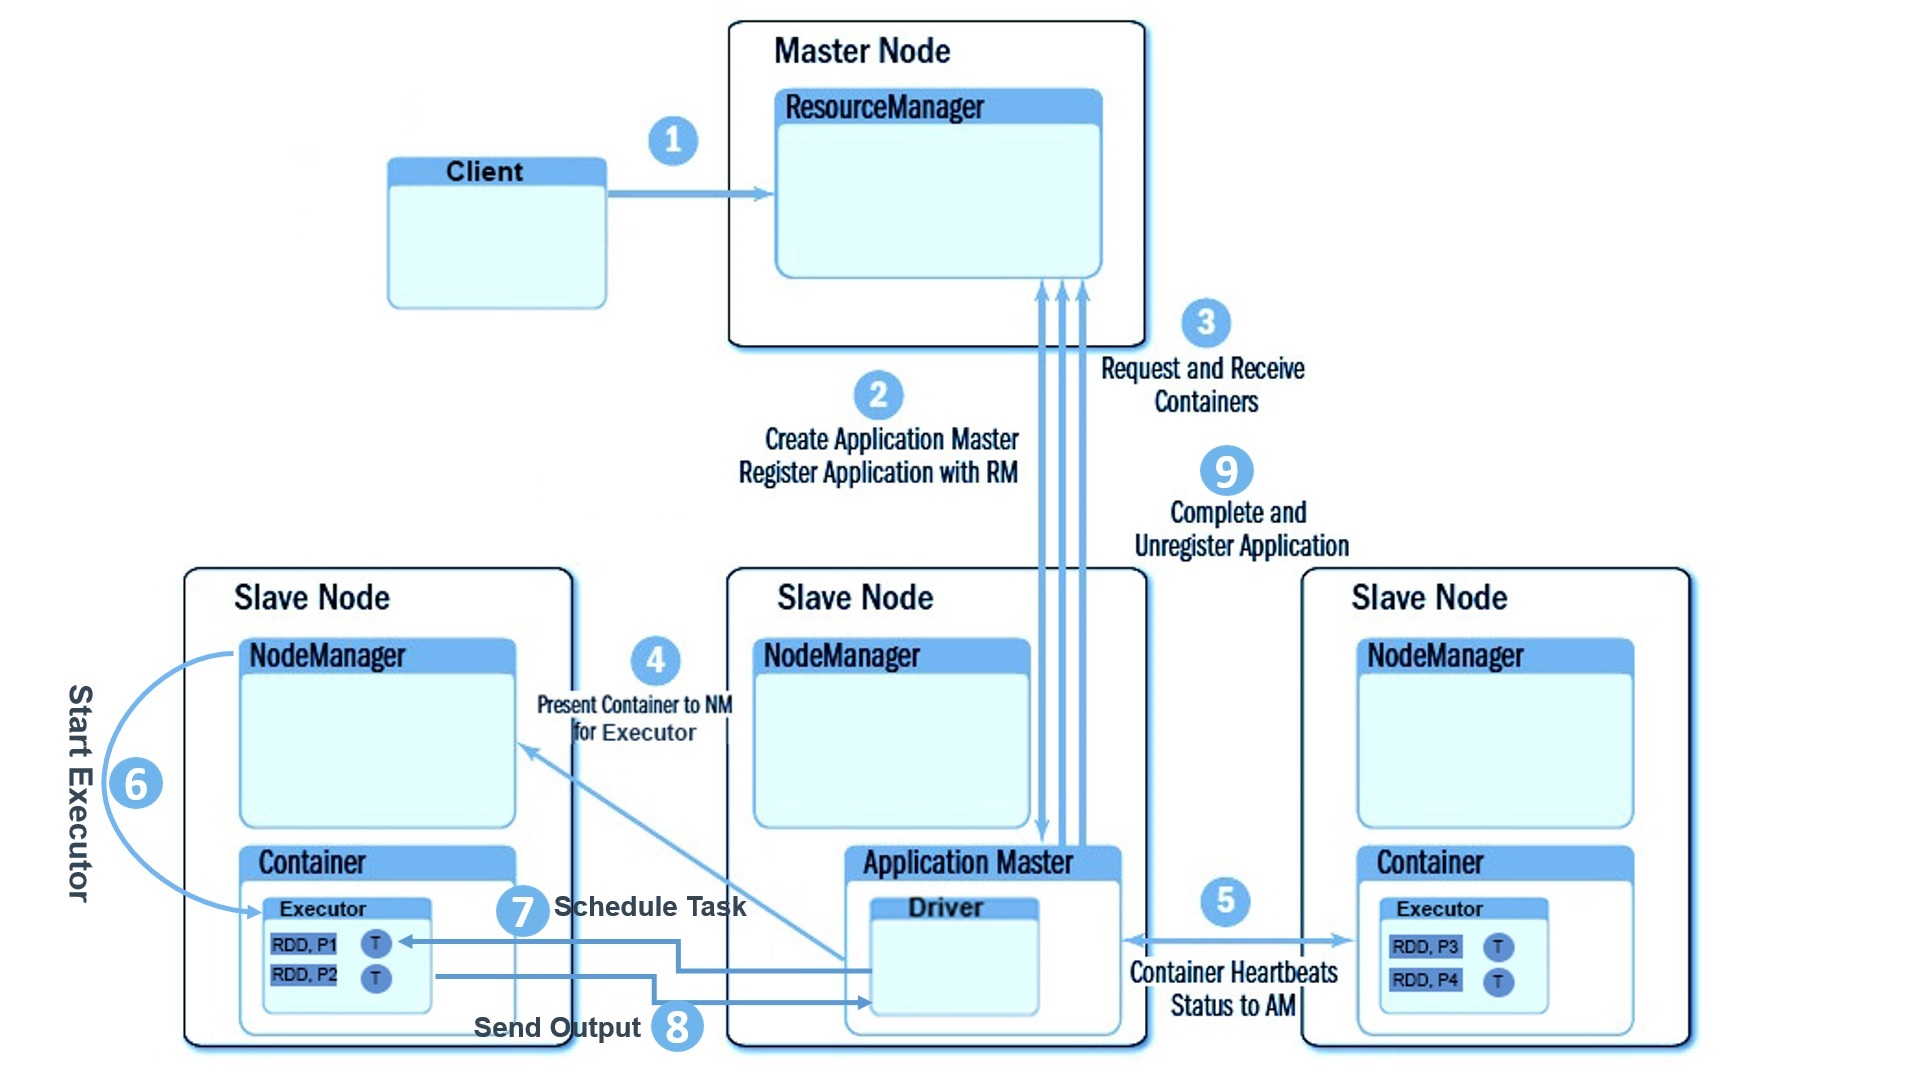 Master Node
ResourceManager
1
Client
3
Request and Receive
Containers
2
Create Application Master
Register Application with RM
9
Complete and
Unregister Application
Slave Node
NodeManager
Start Executor
6
Container
Executor
RDD, P1
T
RDD, P2
T
4
Present Container to NM
for Executor
7
Schedule Task
Send Output
8
Slave Node
NodeManager
Application Master
Driver
5
Container Heartbeats
Status to AM
Slave Node
NodeManager
Container
Executor
RDD, P3
T
RDD, P4
T